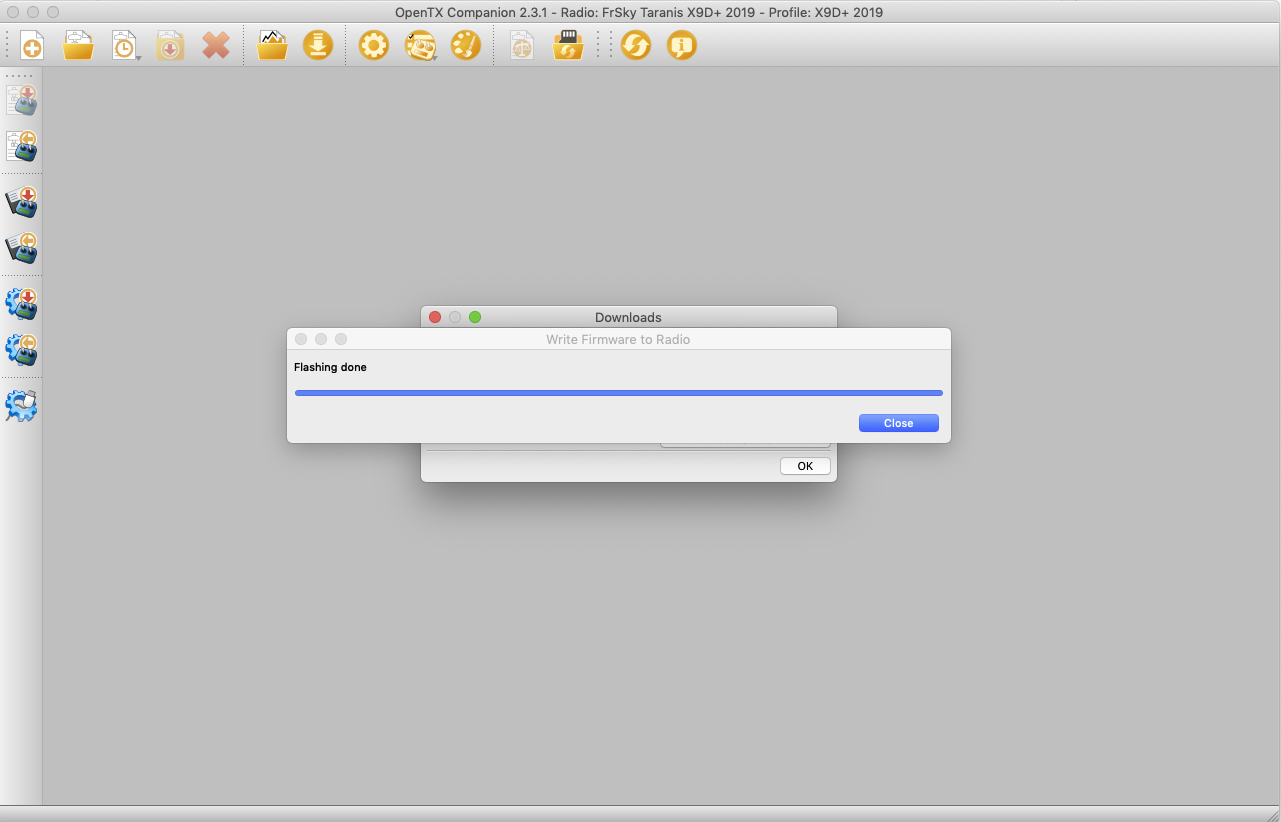 OpenTX Companion 2.3.1 - Radio: FrSky Taranis X9D+ 2019 - Profile: X9D+ 2019
Downloads
Write Firmware to Radio
Flashing done
Close
OK